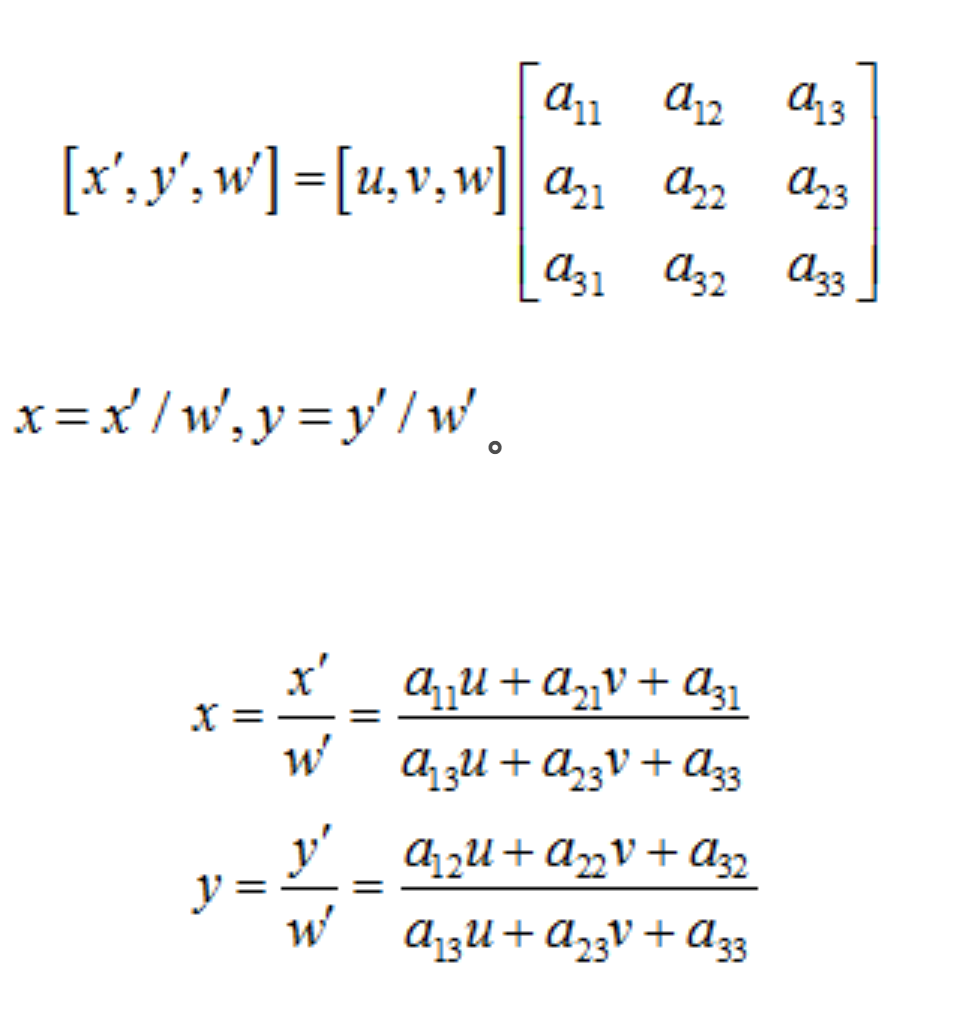 [x', y', w'] = [u, v, w] [a₁₁ a₁₂ a₁₃
a₂₁ a₂₂ a₂₃
a₃₁ a₃₂ a₃₃]
x = x' / w', y = y' / w' 。
x = x'/w' = (a₁₁u + a₂₁v + a₃₁)/(a₁₃u + a₂₃v + a₃₃)
y = y'/w' = (a₁₂u + a₂₂v + a₃₂)/(a₁₃u + a₂₃v + a₃₃)